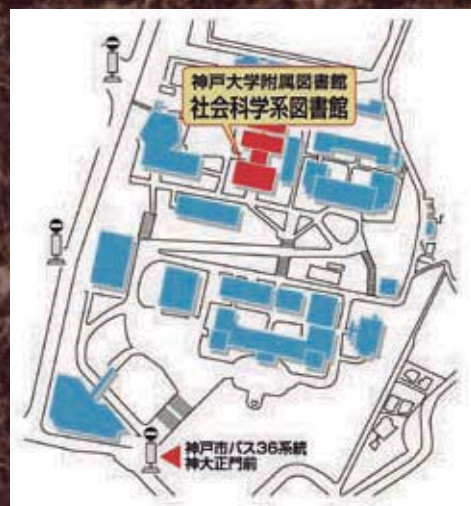 神戸大学附属図書館
社会科学系図書館
神戸市バス36系統
神大正門前